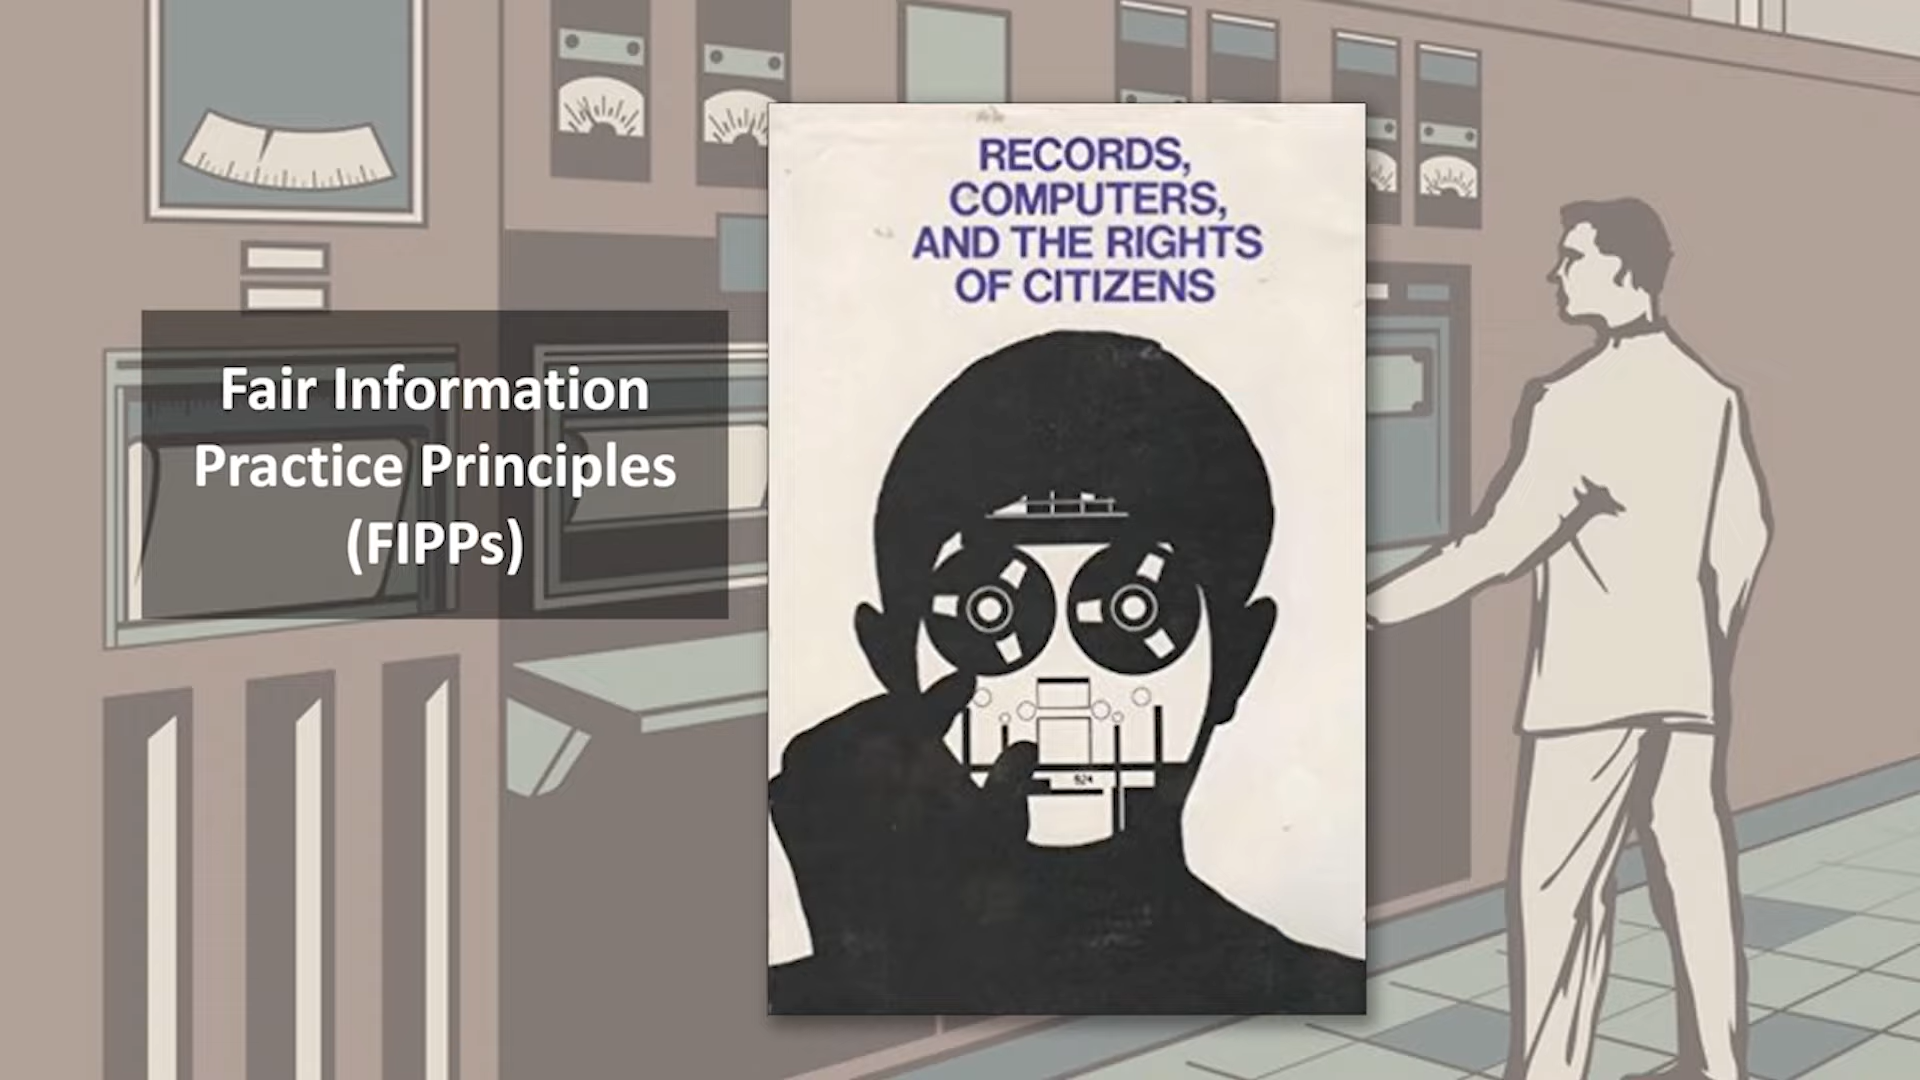 Fair Information
Practice Principles
(FIPPs)
RECORDS,
COMPUTERS,
AND THE RIGHTS
OF CITIZENS